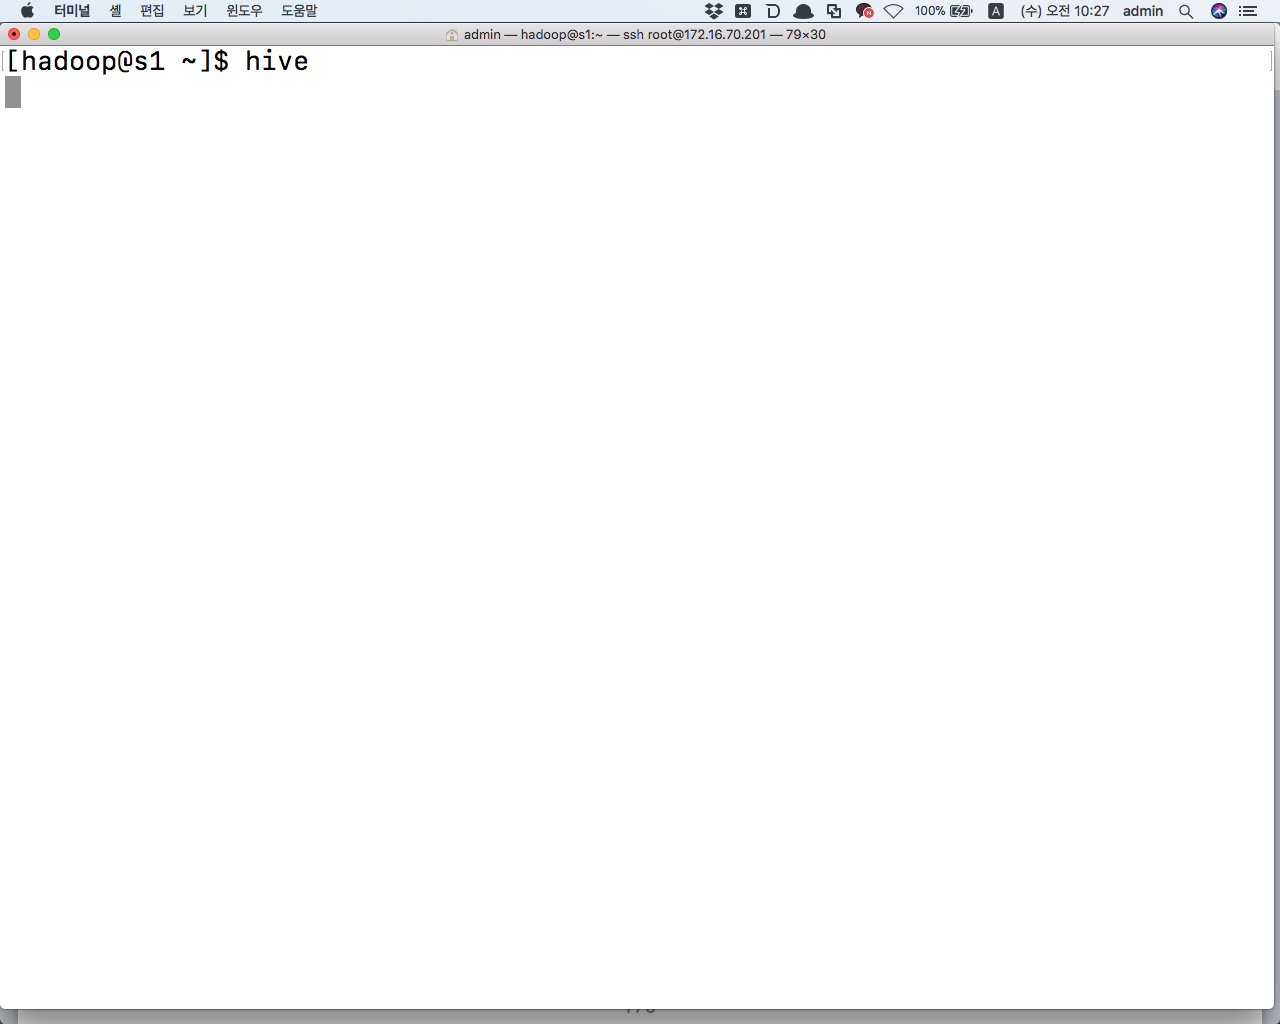 터미널 셸 편집 보기 윈도우 도움말 100% A (수) 오전 10:27 admin
admin — hadoop@s1:~ — ssh root@172.16.70.201 — 79×30
[hadoop@s1 ~]$ hive